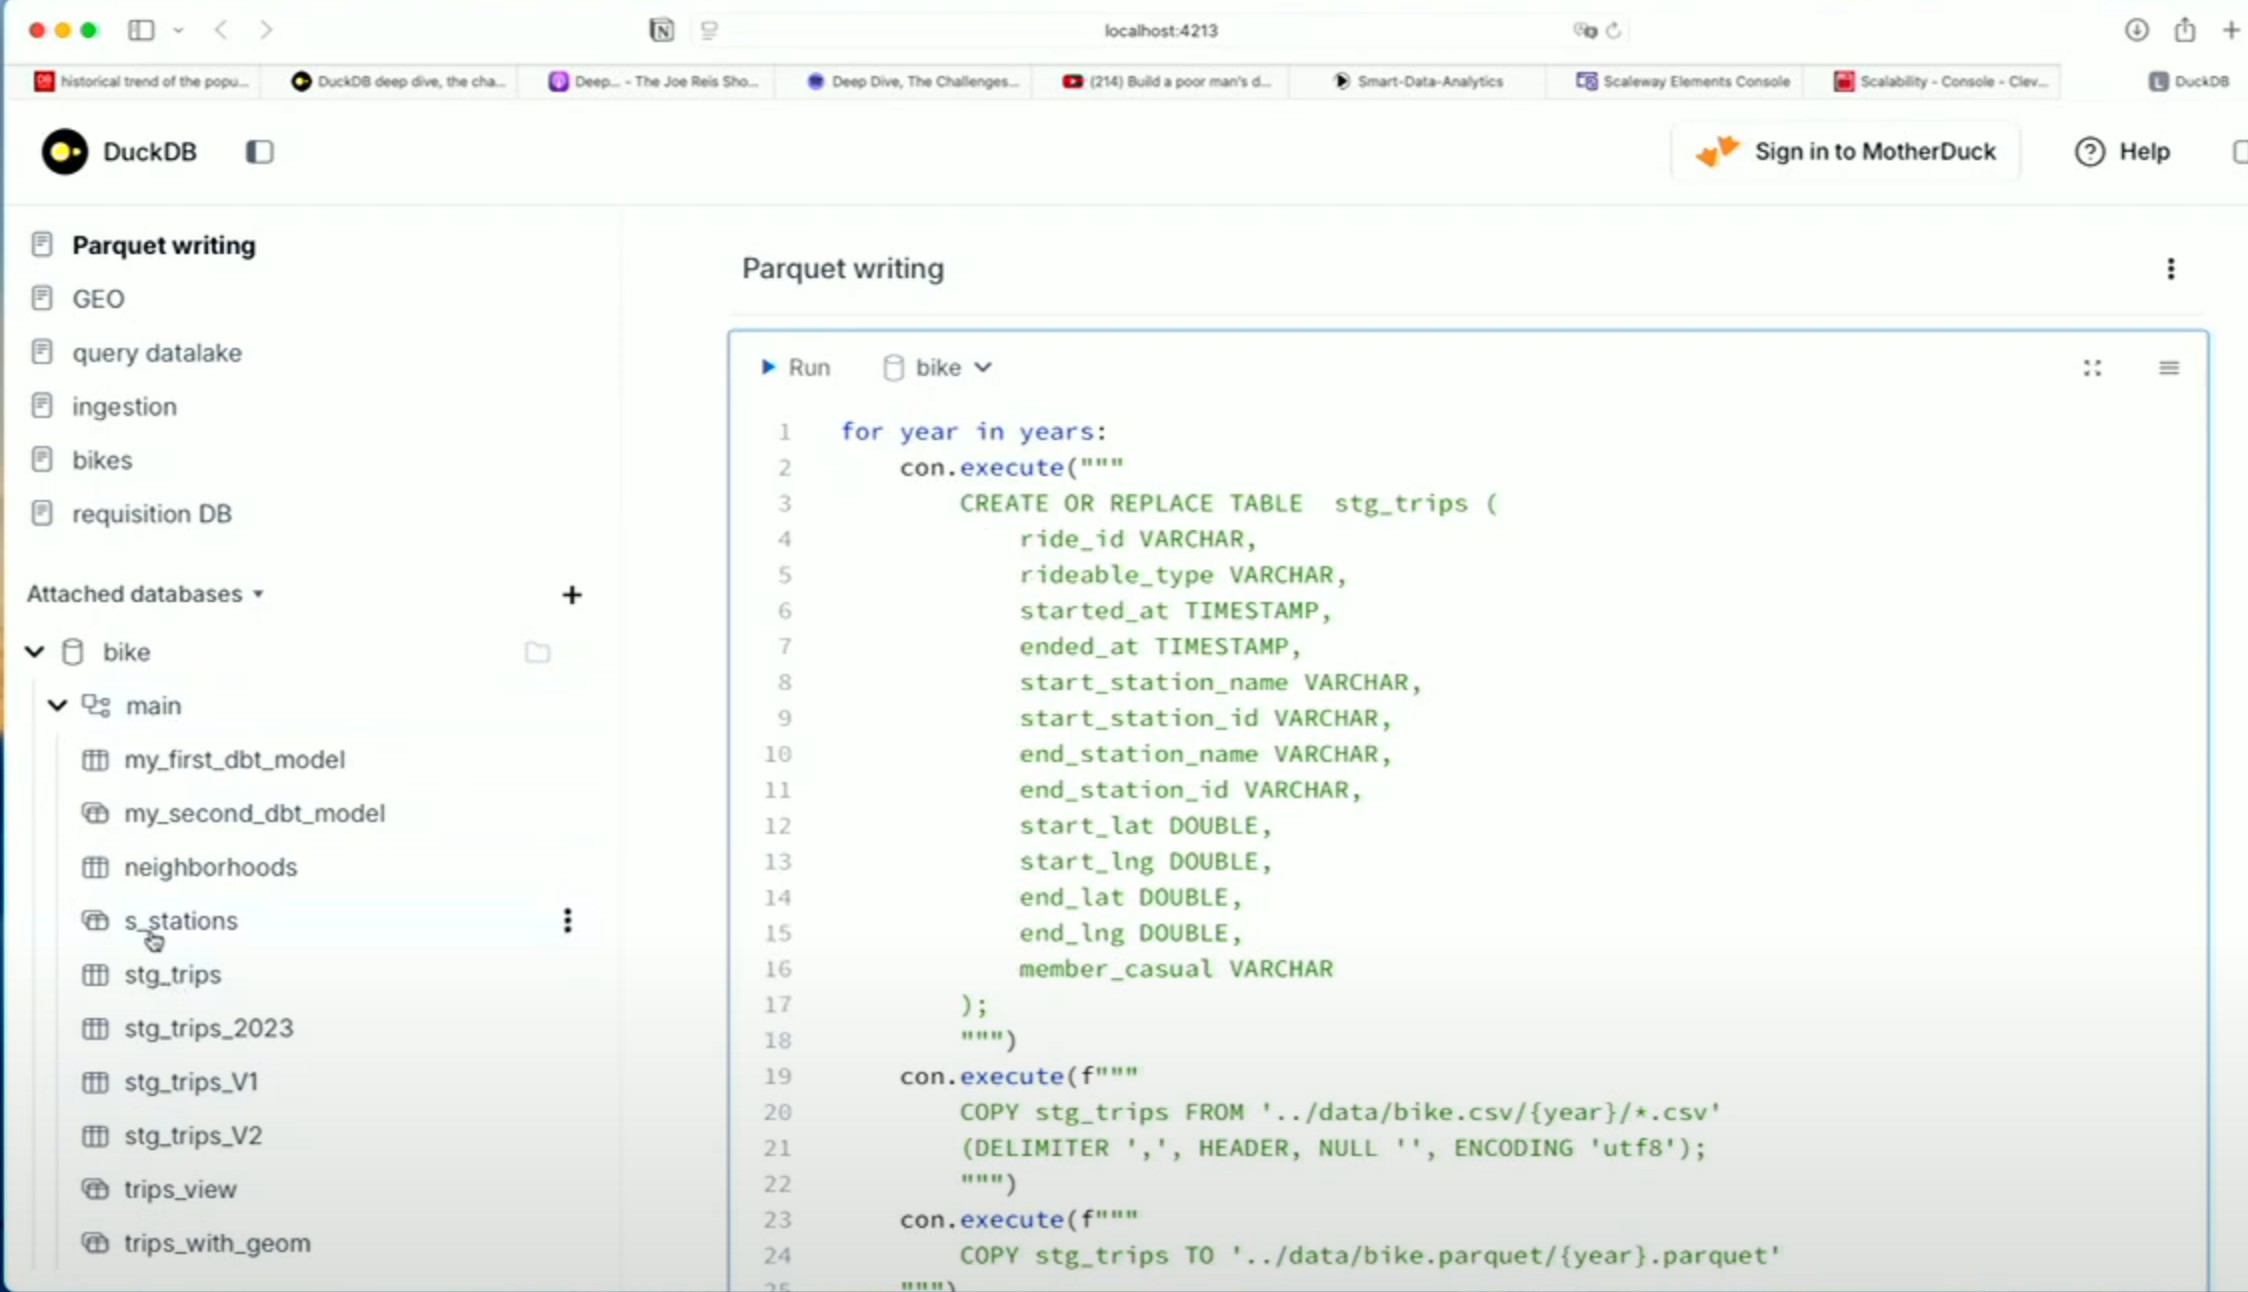 localhost:4213
historical trend of the popu...
DuckDB deep dive, the cha...
Deep... - The Joe Reis Sho...
Deep Dive, The Challenges...
(214) Build a poor man's d...
Smart-Data-Analytics
Scaleway Elements Console
Scalability - Console - Clev...
DuckDB
DuckDB
Sign in to MotherDuck
Help
Parquet writing
GEO
query datalake
ingestion
bikes
requisition DB
Attached databases
bike
main
my_first_dbt_model
my_second_dbt_model
neighborhoods
s_stations
stg_trips
stg_trips_2023
stg_trips_V1
stg_trips_V2
trips_view
trips_with_geom
Parquet writing
Run bike
1 for year in years:
2 con.execute("""
3 CREATE OR REPLACE TABLE stg_trips (
4 ride_id VARCHAR,
5 rideable_type VARCHAR,
6 started_at TIMESTAMP,
7 ended_at TIMESTAMP,
8 start_station_name VARCHAR,
9 start_station_id VARCHAR,
10 end_station_name VARCHAR,
11 end_station_id VARCHAR,
12 start_lat DOUBLE,
13 start_lng DOUBLE,
14 end_lat DOUBLE,
15 end_lng DOUBLE,
16 member_casual VARCHAR
17 );
18 """)
19 con.execute(f"""
20 COPY stg_trips FROM '../data/bike.csv/{year}/*.csv'
21 (DELIMITER ',', HEADER, NULL '', ENCODING 'utf8');
22 """)
23 con.execute(f"""
24 COPY stg_trips TO '../data/bike.parquet/{year}.parquet'
25 """)